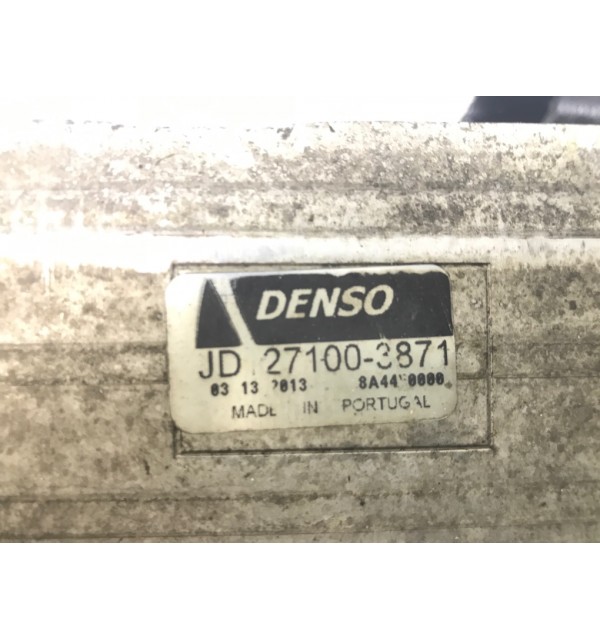 DENSO
JD 27100-3871
03 13 2013
MADE IN PORTUGAL